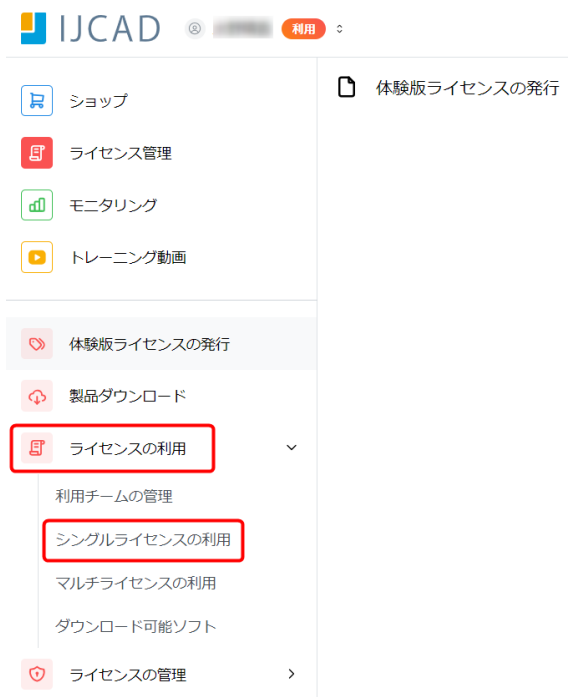 IJCAD
利用
ショップ
ライセンス管理
モニタリング
トレーニング動画
体験版ライセンスの発行
製品ダウンロード
ライセンスの利用
利用チームの管理
シングルライセンスの利用
マルチライセンスの利用
ダウンロード可能ソフト
ライセンスの管理
体験版ライセンスの発行